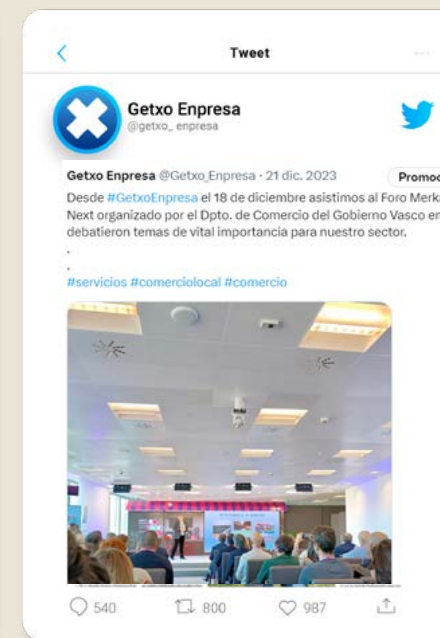 Tweet
Getxo Enpresa
@getxo_ enpresa
Getxo Enpresa @Getxo_Enpresa · 21 dic. 2023
Promoc
Desde #GetxoEnpresa el 18 de diciembre asistimos al Foro Merka
Next organizado por el Dpto. de Comercio del Gobierno Vasco en
debatieron temas de vital importancia para nuestro sector.
.
.
#servicios #comerciolocal #comercio
540
800
987